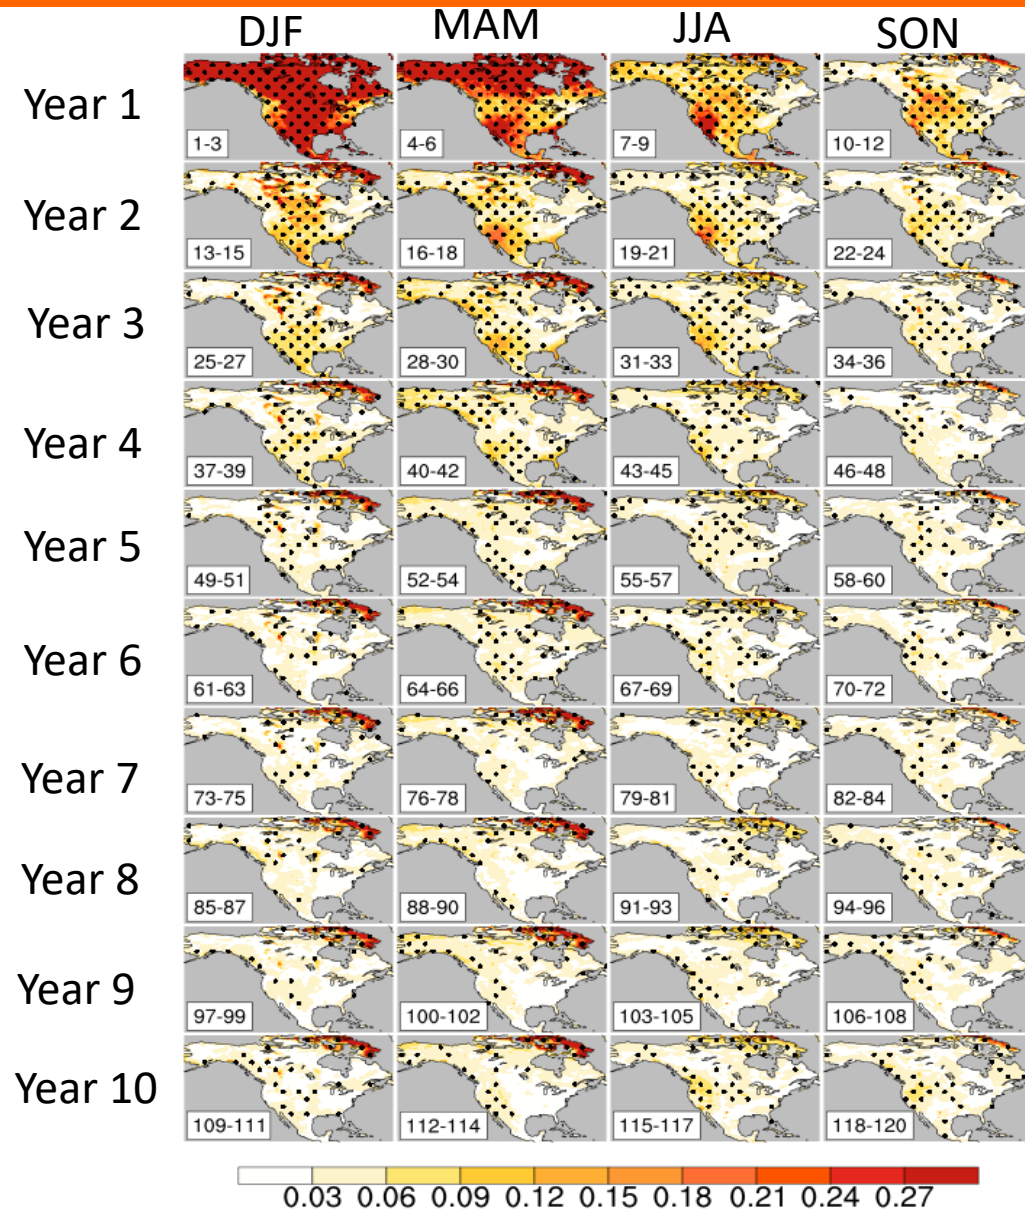 DJF MAM JJA SON
Year 1
1-3 4-6 7-9 10-12
Year 2
13-15 16-18 19-21 22-24
Year 3
25-27 28-30 31-33 34-36
Year 4
37-39 40-42 43-45 46-48
Year 5
49-51 52-54 55-57 58-60
Year 6
61-63 64-66 67-69 70-72
Year 7
73-75 76-78 79-81 82-84
Year 8
85-87 88-90 91-93 94-96
Year 9
97-99 100-102 103-105 106-108
Year 10
109-111 112-114 115-117 118-120
0.03 0.06 0.09 0.12 0.15 0.18 0.21 0.24 0.27